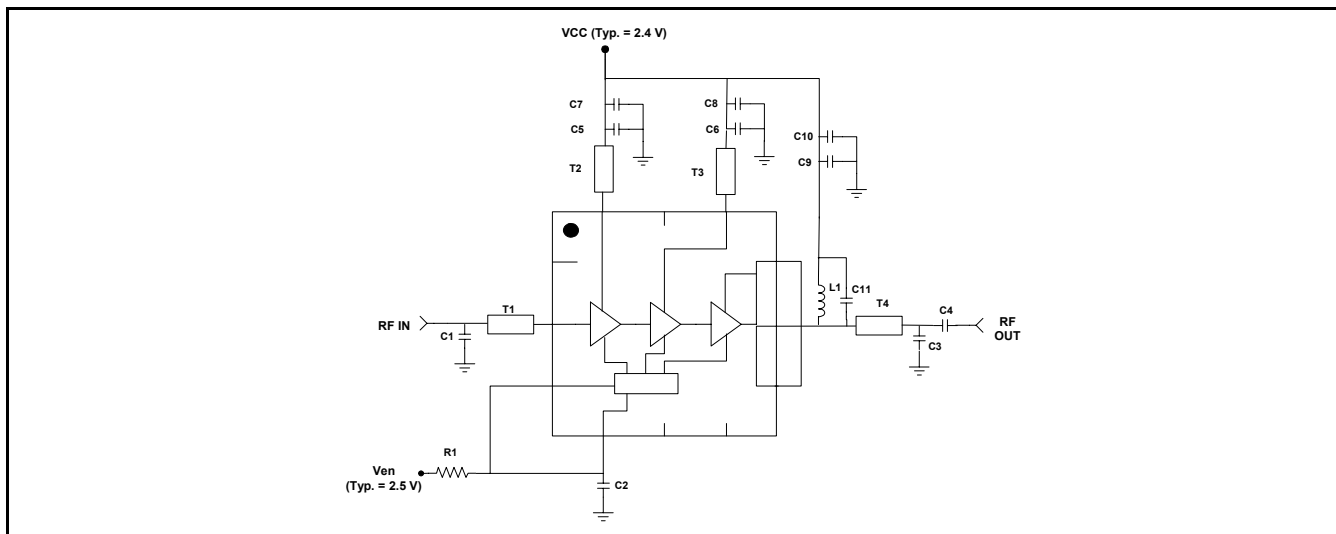 VCC (Typ. = 2.4 V)
C7
C8
C5
C6
C10
C9
T2
T3
L1
C11
T4
C4
T1
RF IN
C1
RF
OUT
C3
R1
Ven
(Typ. = 2.5 V)
C2